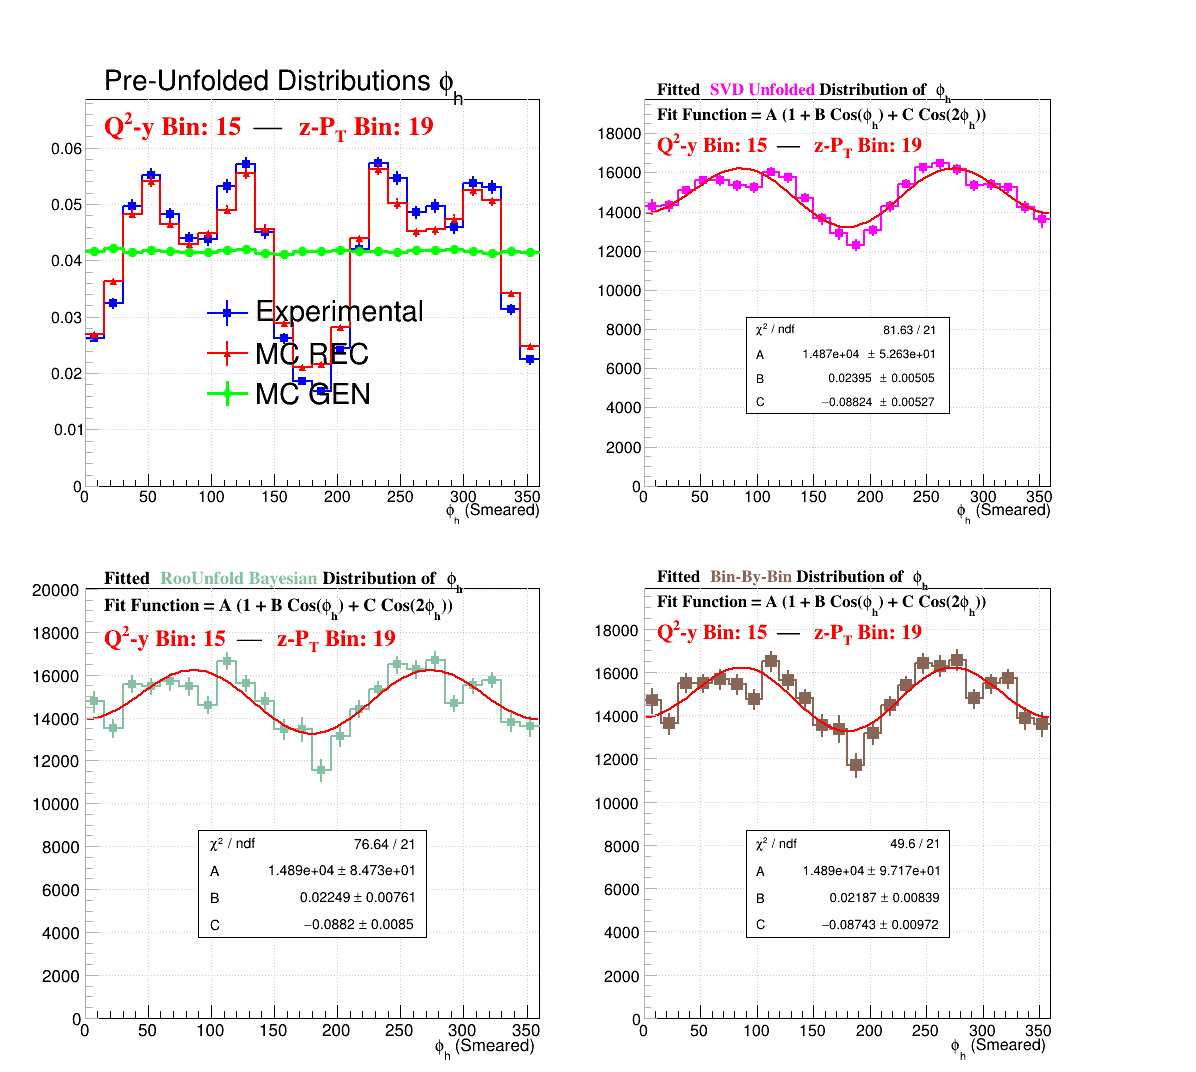 Pre-Unfolded Distributions ϕh
Q²-y Bin: 15 — z-PT Bin: 19
0.06
0.05
0.04
0.03
0.02
0.01
0
Experimental
MC REC
MC GEN
0 50 100 150 200 250 300 350
ϕh (Smeared)
Fitted SVD Unfolded Distribution of ϕh
Fit Function = A (1 + B Cos(ϕh) + C Cos(2ϕh))
Q²-y Bin: 15 — z-PT Bin: 19
18000
16000
14000
12000
10000
8000
6000
4000
2000
0
χ² / ndf 81.63 / 21
A 1.487e+04 ± 5.263e+01
B 0.02395 ± 0.00505
C −0.08824 ± 0.00527
0 50 100 150 200 250 300 350
ϕh (Smeared)
Fitted RooUnfold Bayesian Distribution of ϕh
Fit Function = A (1 + B Cos(ϕh) + C Cos(2ϕh))
Q²-y Bin: 15 — z-PT Bin: 19
20000
18000
16000
14000
12000
10000
8000
6000
4000
2000
0
χ² / ndf 76.64 / 21
A 1.489e+04 ± 8.473e+01
B 0.02249 ± 0.00761
C −0.0882 ± 0.0085
0 50 100 150 200 250 300 350
ϕh (Smeared)
Fitted Bin-By-Bin Distribution of ϕh
Fit Function = A (1 + B Cos(ϕh) + C Cos(2ϕh))
Q²-y Bin: 15 — z-PT Bin: 19
18000
16000
14000
12000
10000
8000
6000
4000
2000
0
χ² / ndf 49.6 / 21
A 1.489e+04 ± 9.717e+01
B 0.02187 ± 0.00839
C −0.08743 ± 0.00972
0 50 100 150 200 250 300 350
ϕh (Smeared)